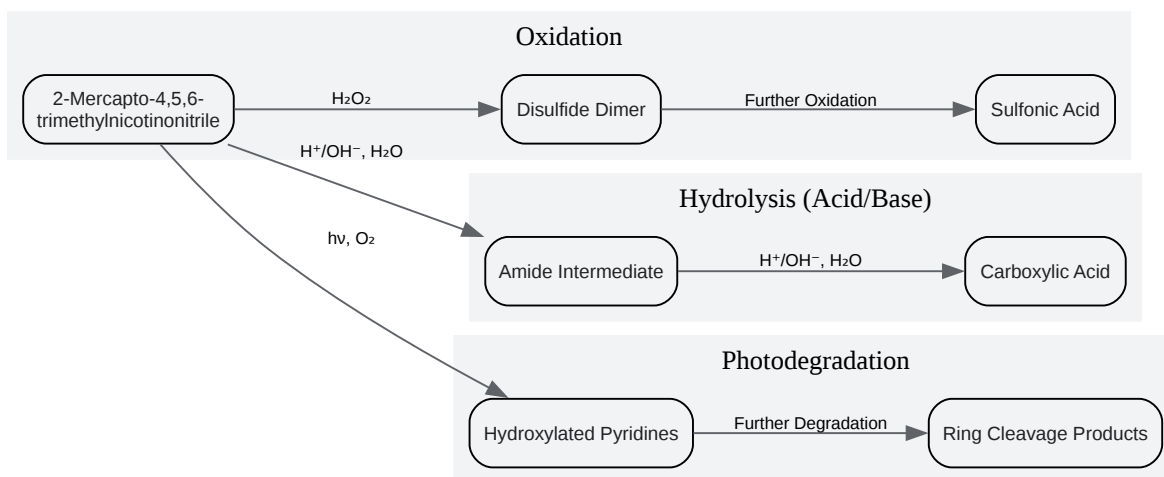 Oxidation
2-Mercapto-4,5,6-
trimethylnicotinonitrile
H₂O₂
Disulfide Dimer
Further Oxidation
Sulfonic Acid
H⁺/OH⁻, H₂O
Hydrolysis (Acid/Base)
hν, O₂
Amide Intermediate
H⁺/OH⁻, H₂O
Carboxylic Acid
Photodegradation
Hydroxylated Pyridines
Further Degradation
Ring Cleavage Products